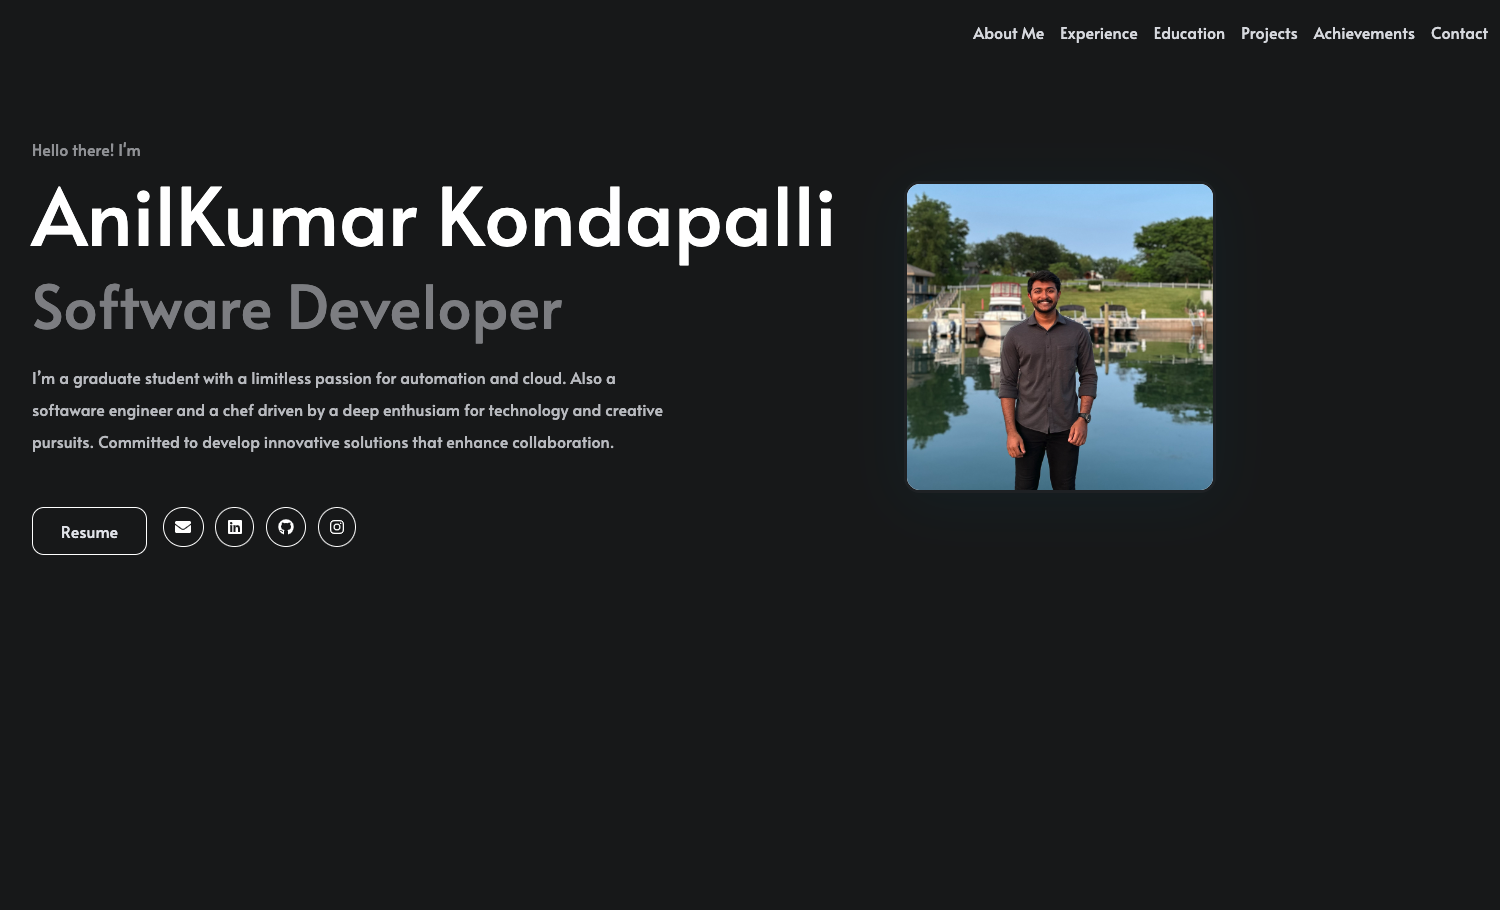 About Me Experience Education Projects Achievements Contact
Hello there! I'm
AnilKumar Kondapalli
Software Developer
I'm a graduate student with a limitless passion for automation and cloud. Also a
softaware engineer and a chef driven by a deep enthusiam for technology and creative
pursuits. Committed to develop innovative solutions that enhance collaboration.
Resume